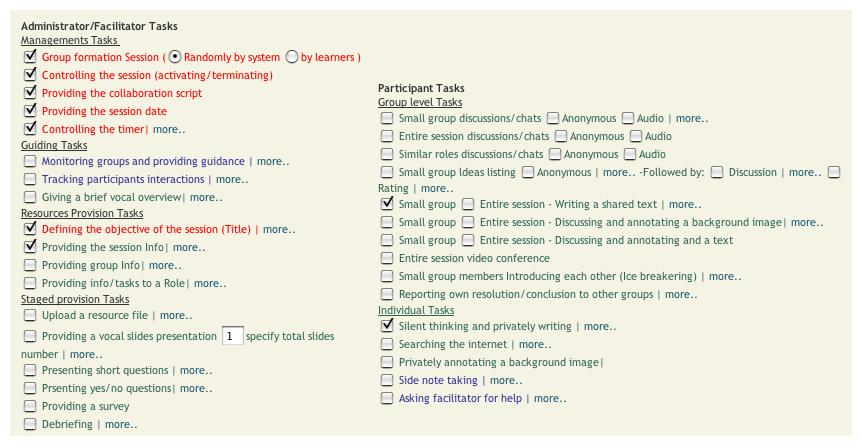 Administrator/Facilitator Tasks
Managements Tasks
Group formation Session ( Randomly by system by learners )
Controlling the session (activating/terminating)
Providing the collaboration script
Providing the session date
Controlling the timer| more..
Guiding Tasks
Monitoring groups and providing guidance | more..
Tracking participants interactions | more..
Giving a brief vocal overview| more..
Resources Provision Tasks
Defining the objective of the session (Title) | more..
Providing the session Info| more..
Providing group Info| more..
Providing info/tasks to a Role| more..
Staged provision Tasks
Upload a resource file | more..
Providing a vocal slides presentation 1 specify total slides
number | more..
Presenting short questions | more..
Prsenting yes/no questions| more..
Providing a survey
Debriefing | more..
Participant Tasks
Group level Tasks
Small group discussions/chats Anonymous Audio | more..
Entire session discussions/chats Anonymous Audio
Similar roles discussions/chats Anonymous Audio
Small group Ideas listing Anonymous | more.. -Followed by: Discussion | more..
Rating | more..
Small group Entire session - Writing a shared text | more..
Small group Entire session - Discussing and annotating a background image| more..
Small group Entire session - Discussing and annotating and a text
Entire session video conference
Small group members Introducing each other (Ice breakering) | more..
Reporting own resolution/conclusion to other groups | more..
Individual Tasks
Silent thinking and privately writing | more..
Searching the internet | more..
Privately annotating a background image|
Side note taking | more..
Asking facilitator for help | more..